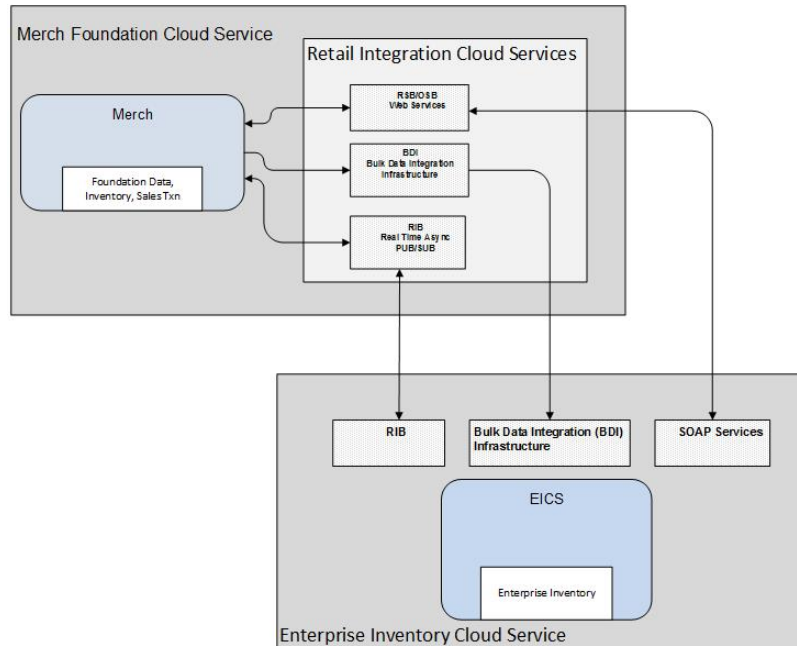 Merch Foundation Cloud Service
Retail Integration Cloud Services
RSB/OSB
Web Services
Merch
BDI
Bulk Data Integration
Infrastructure
Foundation Data,
Inventory, Sales Txn
RIB
Real Time Async
PUB/SUB
RIB
Bulk Data Integration (BDI)
Infrastructure
SOAP Services
EICS
Enterprise Inventory
Enterprise Inventory Cloud Service